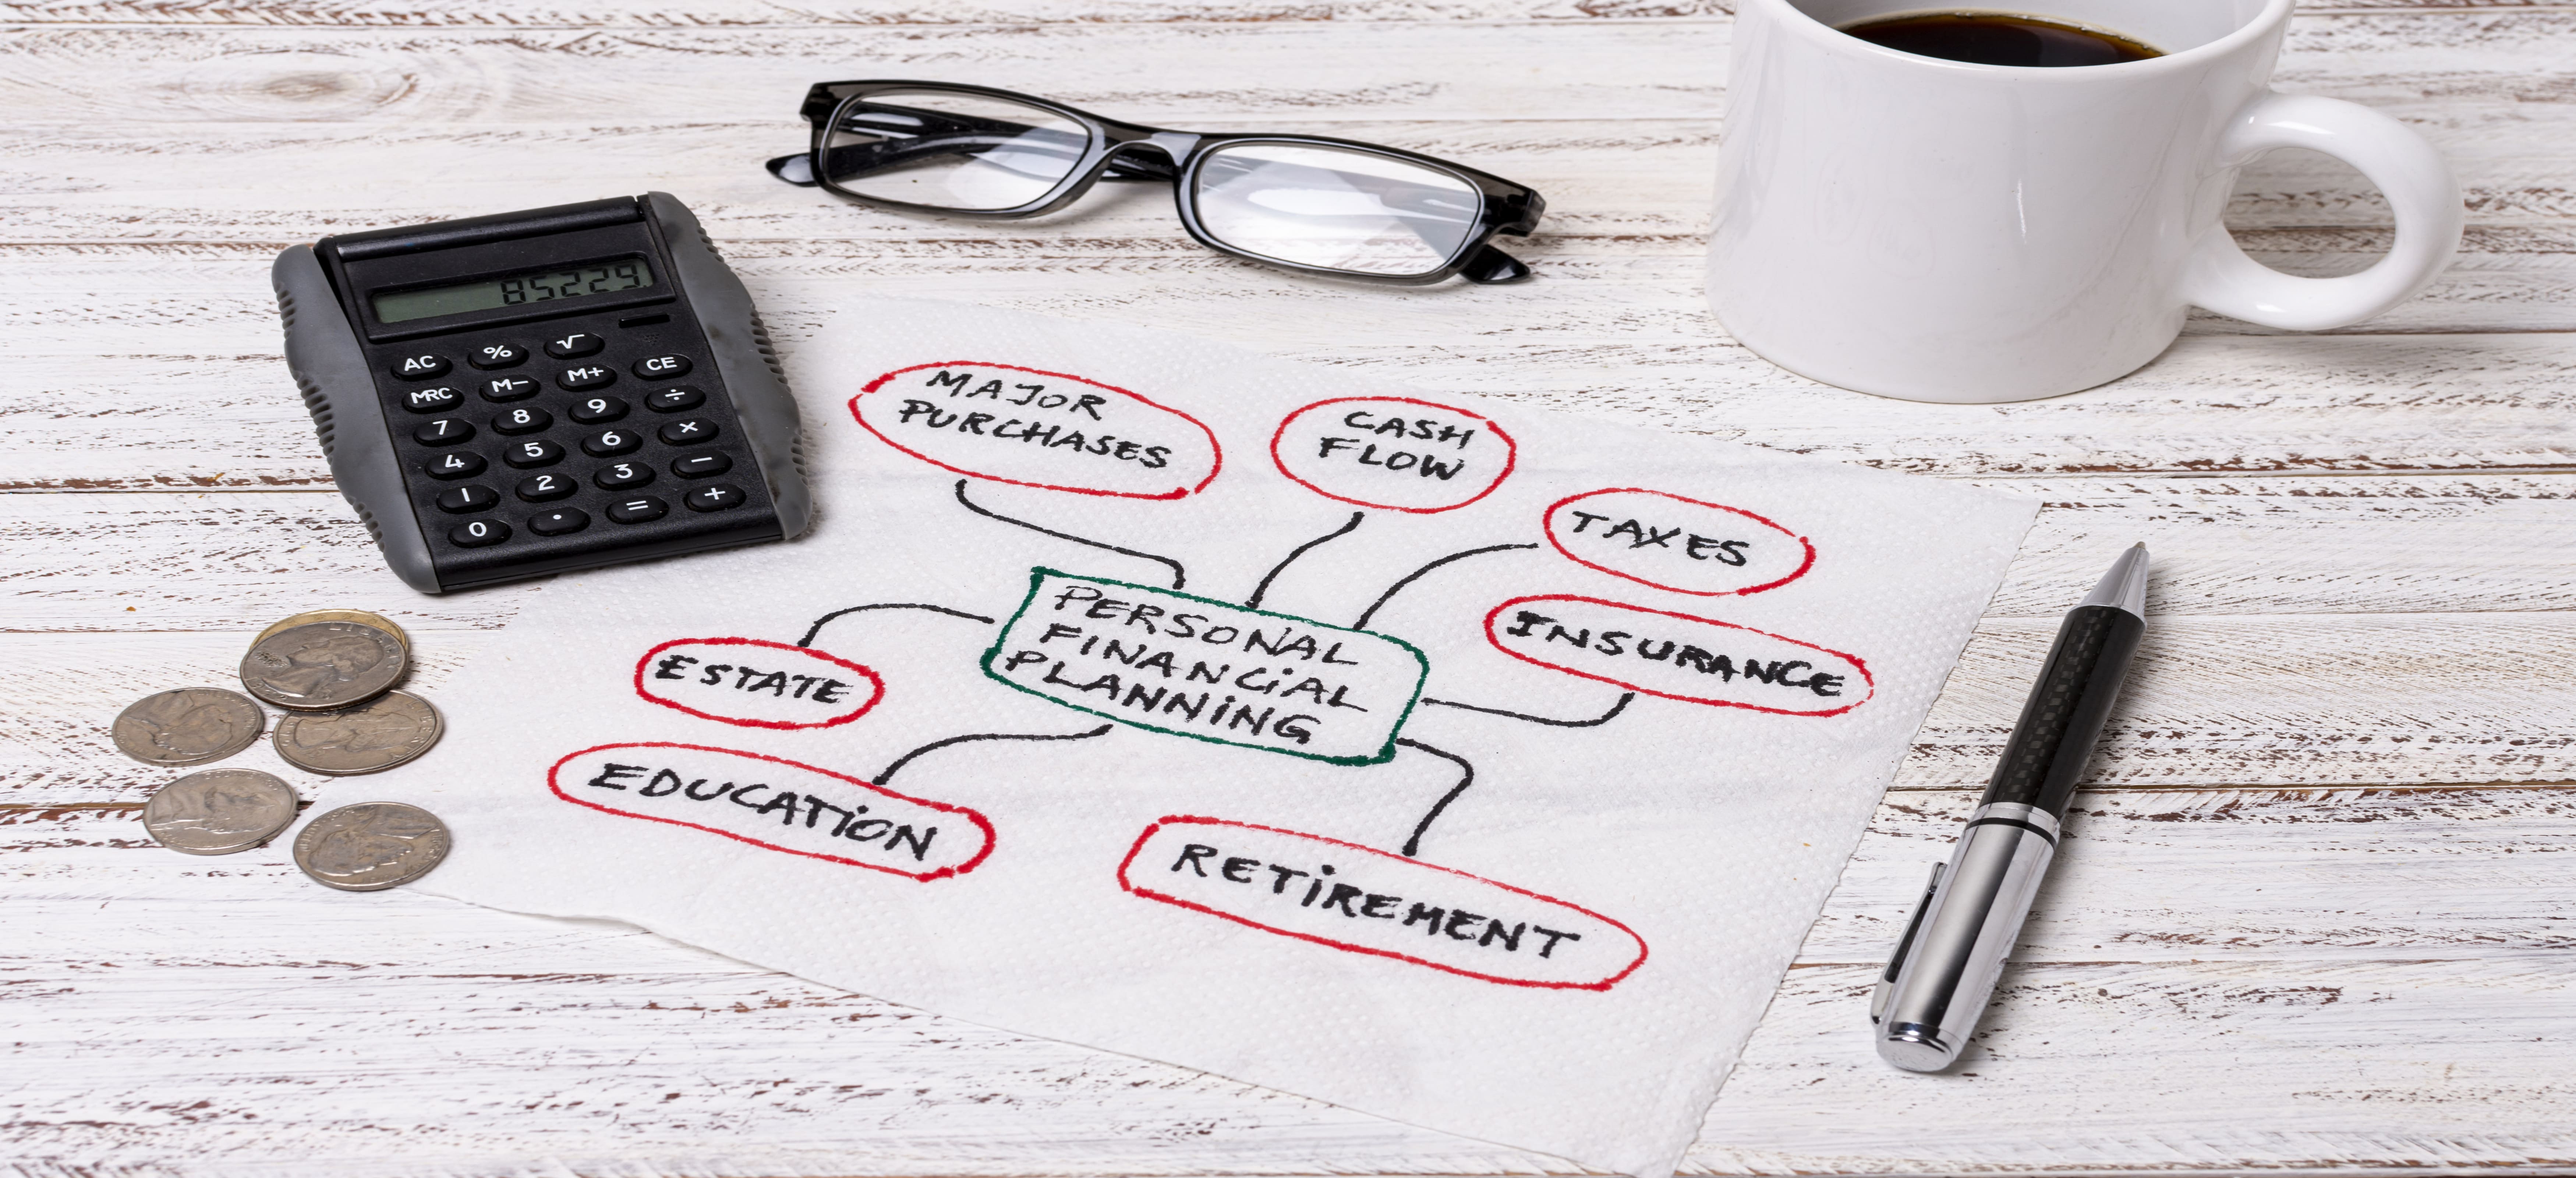 85229.
AC % √ CE
MRC M− M+ ÷
7 8 9 ×
4 5 6 −
1 2 3 +
0 . =
MAJOR
PURCHASES
CASH
FLOW
TAXES
INSURANCE
PERSONAL
FINANCiAL
PLANNiNG
ESTATE
EDUCATiON
RETiREMENT